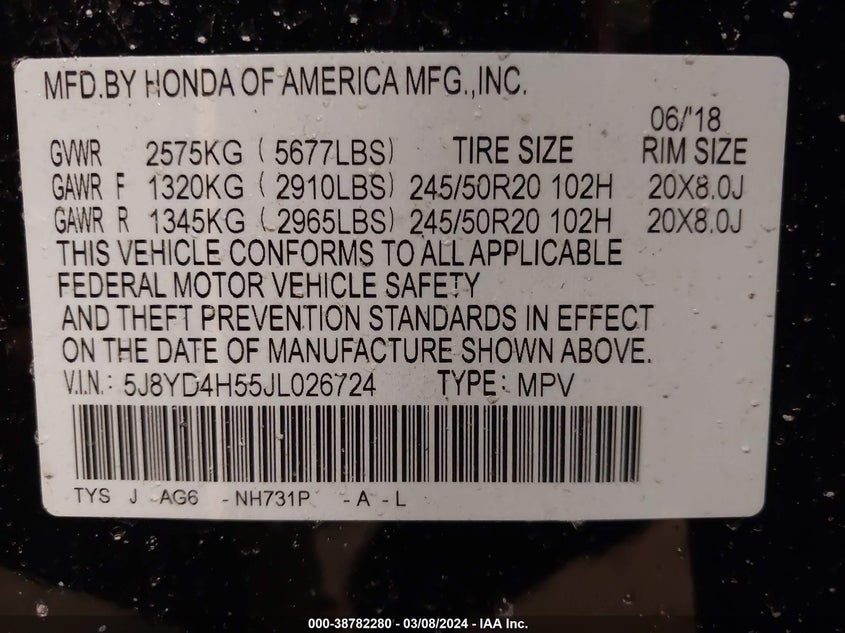 MFD.BY HONDA OF AMERICA MFG.,INC.
06/'18
GVWR 2575KG ( 5677LBS) TIRE SIZE RIM SIZE
GAWR F 1320KG ( 2910LBS) 245/50R20 102H 20X8.0J
GAWR R 1345KG ( 2965LBS) 245/50R20 102H 20X8.0J
THIS VEHICLE CONFORMS TO ALL APPLICABLE
FEDERAL MOTOR VEHICLE SAFETY
AND THEFT PREVENTION STANDARDS IN EFFECT
ON THE DATE OF MANUFACTURE SHOWN ABOVE.
V.I.N.: 5J8YD4H55JL026724 TYPE: MPV
TYS J AG6 -NH731P -A -L
000-38782280 - 03/08/2024 - IAA Inc.